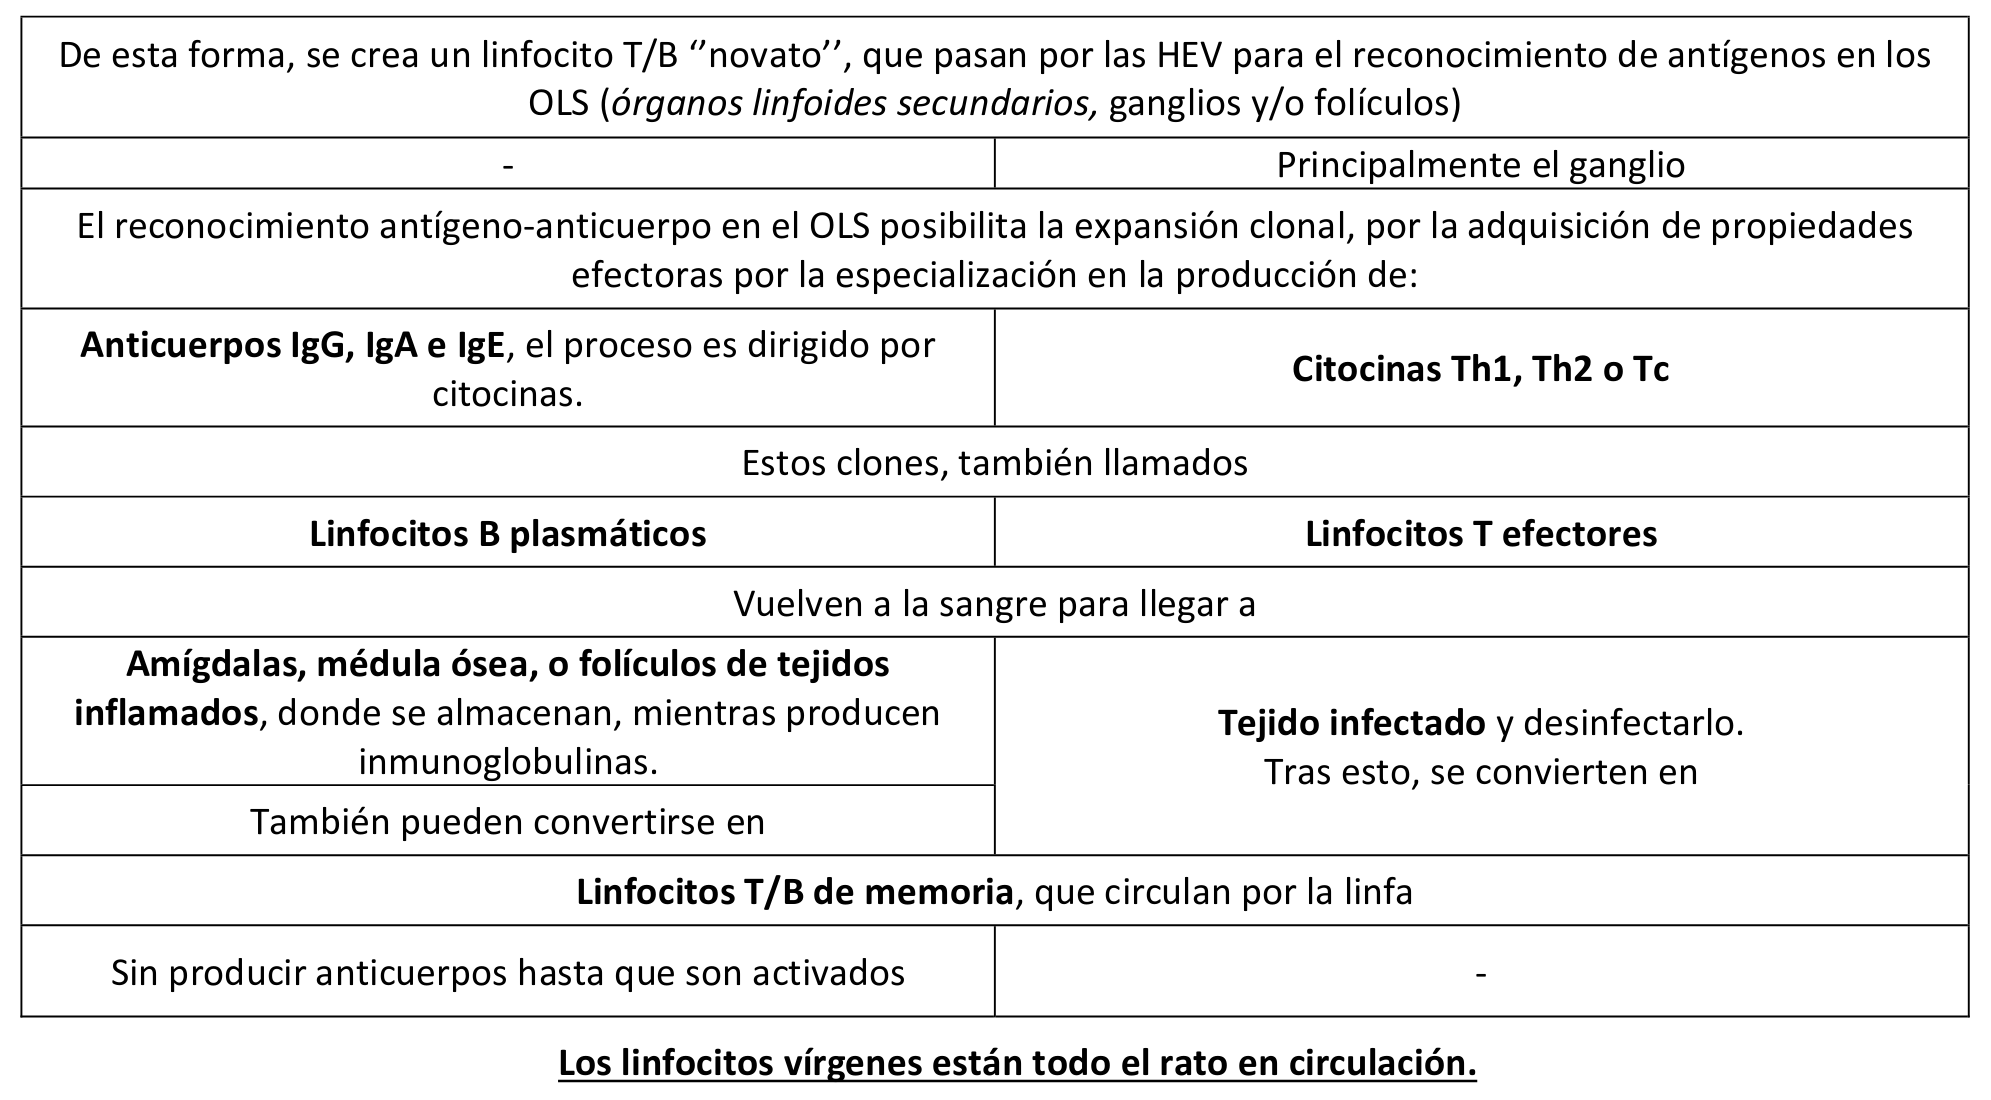 De esta forma, se crea un linfocito T/B ‘’novato’’, que pasan por las HEV para el reconocimiento de antígenos en los
OLS (órganos linfoides secundarios, ganglios y/o folículos)
-
Principalmente el ganglio
El reconocimiento antígeno-anticuerpo en el OLS posibilita la expansión clonal, por la adquisición de propiedades
efectoras por la especialización en la producción de:
Anticuerpos IgG, IgA e IgE, el proceso es dirigido por
citocinas.
Citocinas Th1, Th2 o Tc
Estos clones, también llamados
Linfocitos B plasmáticos
Linfocitos T efectores
Vuelven a la sangre para llegar a
Amígdalas, médula ósea, o folículos de tejidos
inflamados, donde se almacenan, mientras producen
inmunoglobulinas.
También pueden convertirse en
Tejido infectado y desinfectarlo.
Tras esto, se convierten en
Linfocitos T/B de memoria, que circulan por la linfa
Sin producir anticuerpos hasta que son activados
-
Los linfocitos vírgenes están todo el rato en circulación.